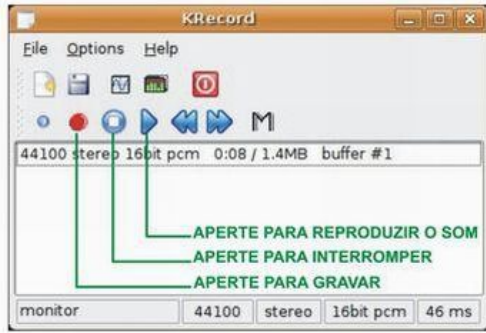 KRecord
File Options Help
M
44100 stereo 16bit pcm 0:08 / 1.4MB buffer #1
APERTE PARA REPRODUZIR O SOM
APERTE PARA INTERROMPER
APERTE PARA GRAVAR
monitor 44100 stereo 16bit pcm 46 ms